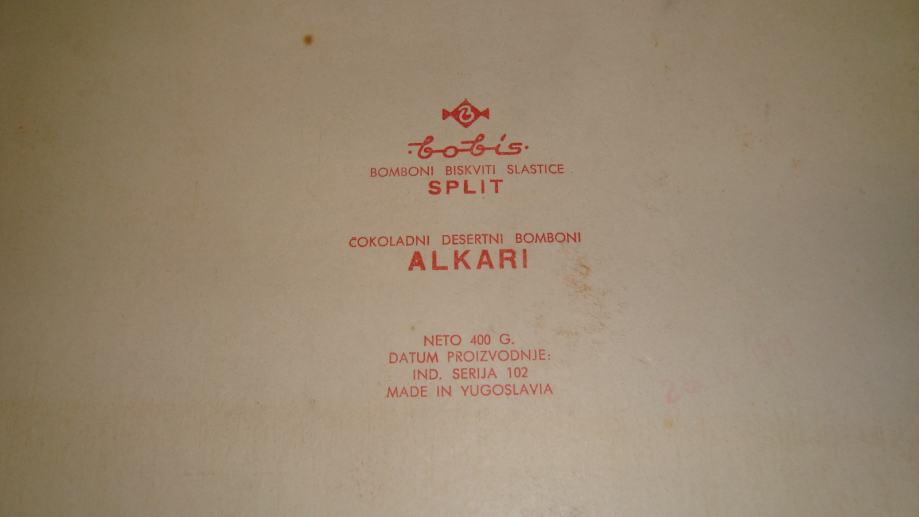 bobis
BOMBONI BISKVITI SLASTICE
SPLIT
ČOKOLADNI DESERTNI BOMBONI
ALKARI
NETO 400 G.
DATUM PROIZVODNJE:
IND. SERIJA 102
MADE IN YUGOSLAVIA